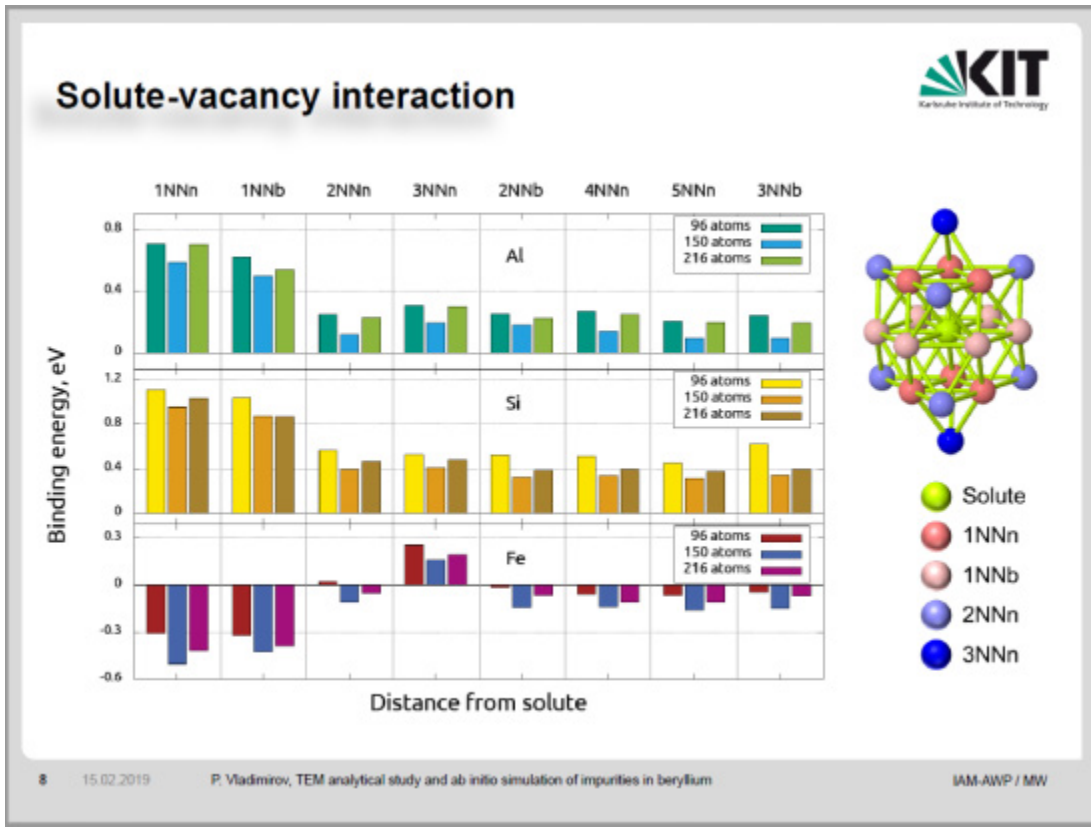 Solute-vacancy interaction
KIT
Karlsruhe Institute of Technology
1NNn 1NNb 2NNn 3NNn 2NNb 4NNn 5NNn 3NNb
Binding energy, eV
0.8
0.4
0
Al
96 atoms
150 atoms
216 atoms
1.2
0.8
0.4
0
Si
96 atoms
150 atoms
216 atoms
0.3
0
-0.3
-0.6
Fe
96 atoms
150 atoms
216 atoms
Distance from solute
Solute
1NNn
1NNb
2NNn
3NNn
8 15.02.2019 P. Vladimirov, TEM analytical study and ab initio simulation of impurities in beryllium IAM-AWP / MW